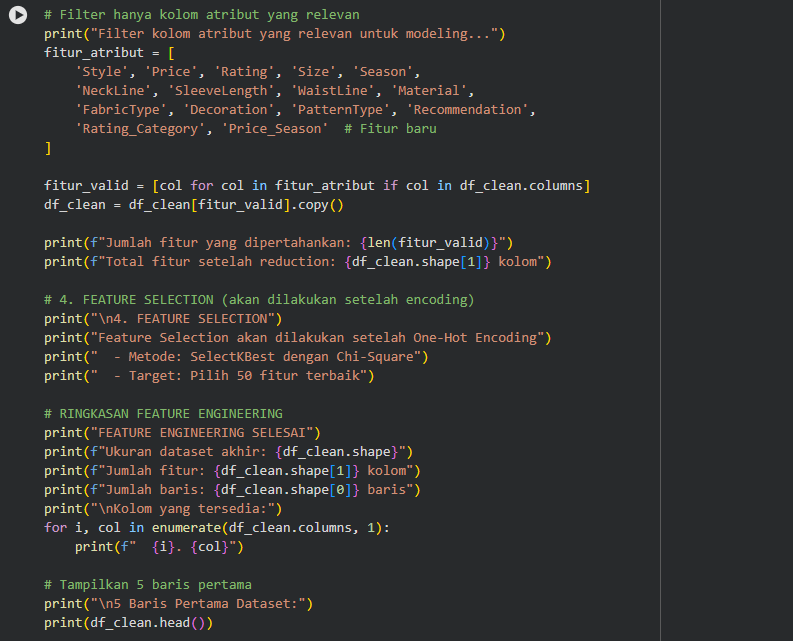 # Filter hanya kolom atribut yang relevan
print("Filter kolom atribut yang relevan untuk modeling...")
fitur_atribut = [
    'Style', 'Price', 'Rating', 'Size', 'Season',
    'NeckLine', 'SleeveLength', 'WaistLine', 'Material',
    'FabricType', 'Decoration', 'PatternType', 'Recommendation',
    'Rating_Category', 'Price_Season'  # Fitur baru
]

fitur_valid = [col for col in fitur_atribut if col in df_clean.columns]
df_clean = df_clean[fitur_valid].copy()

print(f"Jumlah fitur yang dipertahankan: {len(fitur_valid)}")
print(f"Total fitur setelah reduction: {df_clean.shape[1]} kolom")

# 4. FEATURE SELECTION (akan dilakukan setelah encoding)
print("\n4. FEATURE SELECTION")
print("Feature Selection akan dilakukan setelah One-Hot Encoding")
print("  - Metode: SelectKBest dengan Chi-Square")
print("  - Target: Pilih 50 fitur terbaik")

# RINGKASAN FEATURE ENGINEERING
print("FEATURE ENGINEERING SELESAI")
print(f"Ukuran dataset akhir: {df_clean.shape}")
print(f"Jumlah fitur: {df_clean.shape[1]} kolom")
print(f"Jumlah baris: {df_clean.shape[0]} baris")
print("\nKolom yang tersedia:")
for i, col in enumerate(df_clean.columns, 1):
    print(f"  {i}. {col}")

# Tampilkan 5 baris pertama
print("\n5 Baris Pertama Dataset:")
print(df_clean.head())